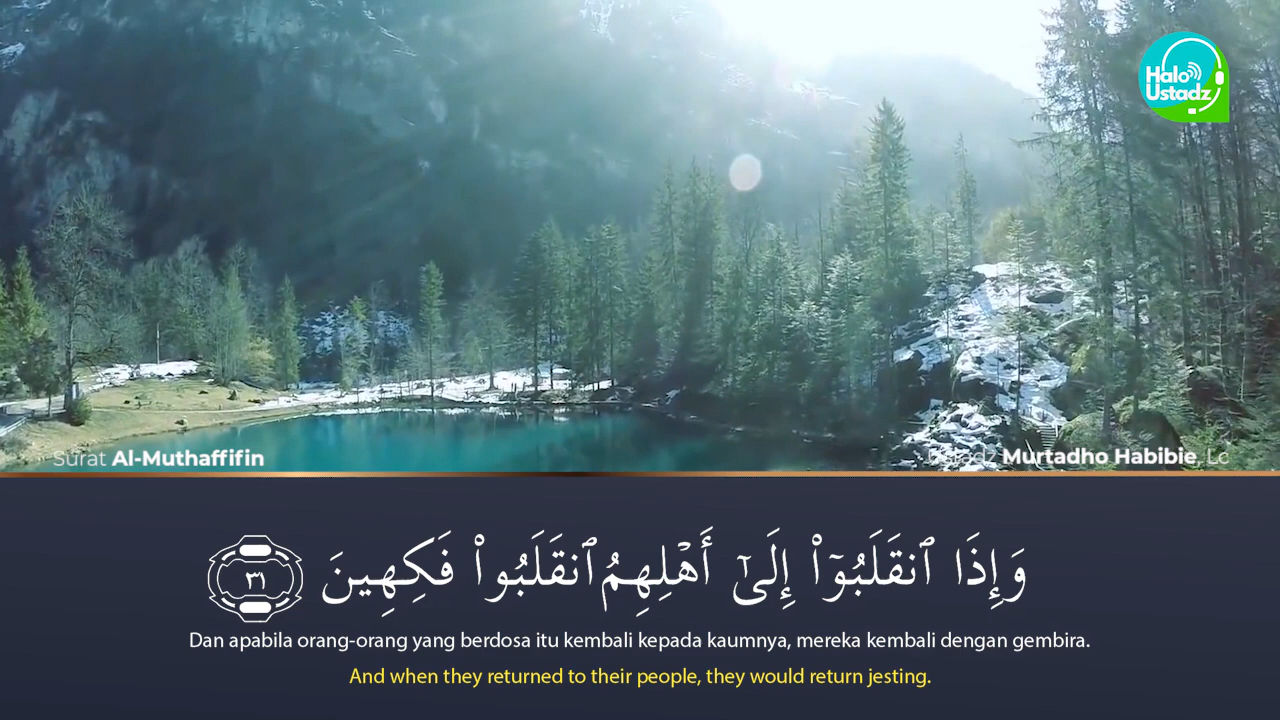 Halo
Ustadz
Surat Al-Muthaffifin
Ustadz Murtadho Habibie, Lc
وَإِذَا ٱنقَلَبُوٓا۟ إِلَىٰٓ أَهْلِهِمُ ٱنقَلَبُوا۟ فَكِهِينَ ٣١
Dan apabila orang-orang yang berdosa itu kembali kepada kaumnya, mereka kembali dengan gembira.
And when they returned to their people, they would return jesting.